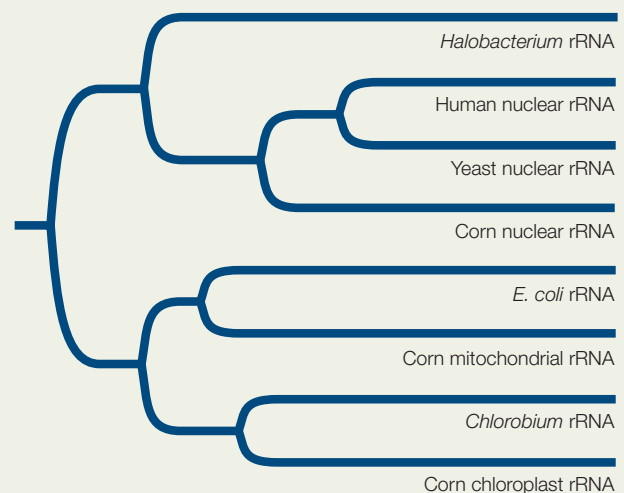 Halobacterium rRNA
Human nuclear rRNA
Yeast nuclear rRNA
Corn nuclear rRNA
E. coli rRNA
Corn mitochondrial rRNA
Chlorobium rRNA
Corn chloroplast rRNA